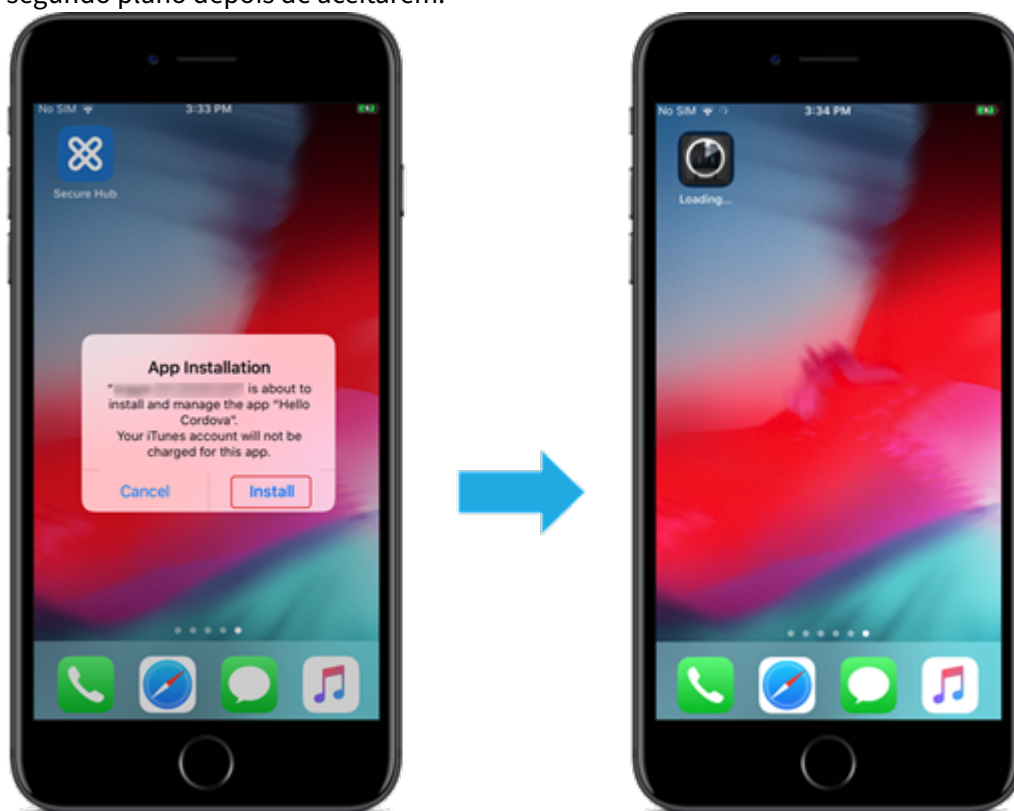 segundo plano depois de aceitarem.
No SIM 3:33 PM
Secure Hub
App Installation
" is about to
install and manage the app "Hello
Cordova".
Your iTunes account will not be
charged for this app.
Cancel Install
No SIM 3:34 PM
Loading...